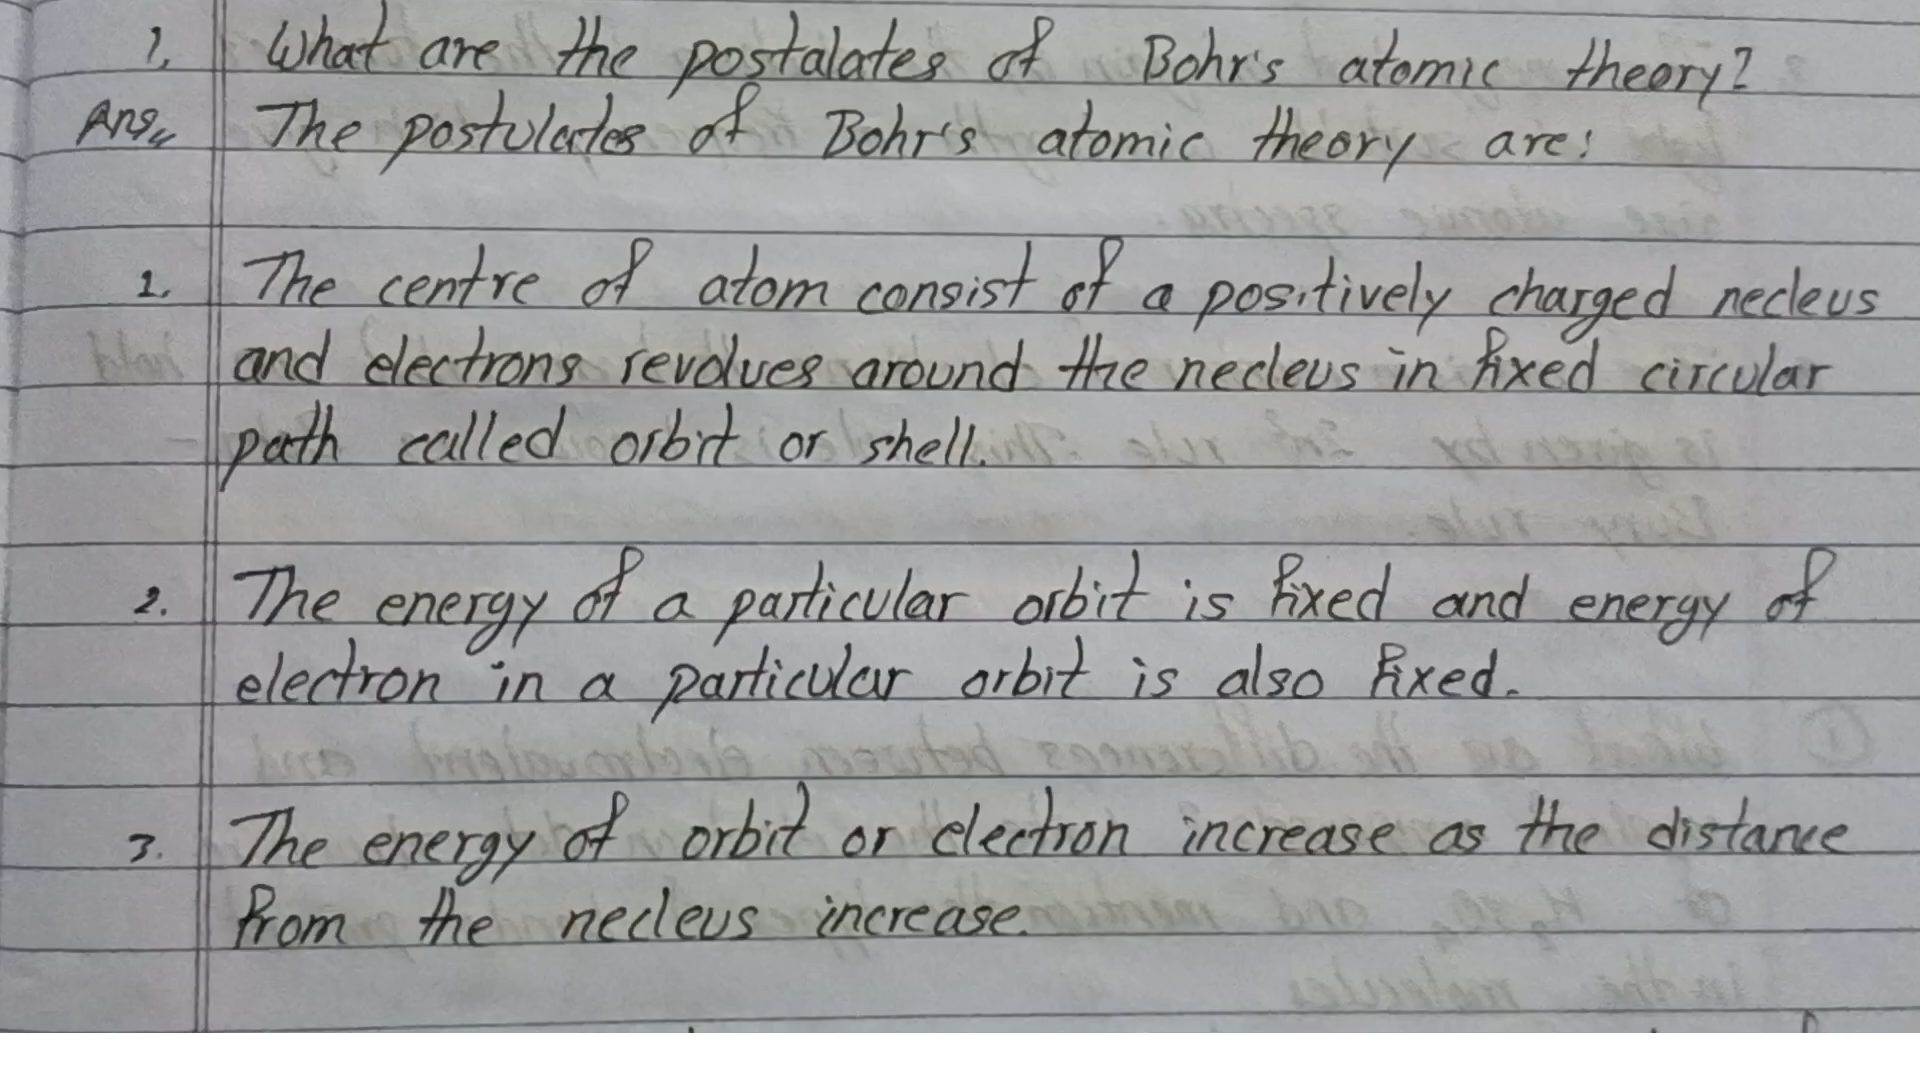 1. What are the postalates of Bohr's atomic theory?
Ans, The postulates of Bohr's atomic theory are:
1. The centre of atom consist of a positively charged necleus
and electrons revolves around the necleus in fixed circular
path called orbit or shell.
2. The energy of a particular orbit is fixed and energy of
electron in a particular orbit is also fixed.
3. The energy of orbit or electron increase as the distance
from the necleus increase.